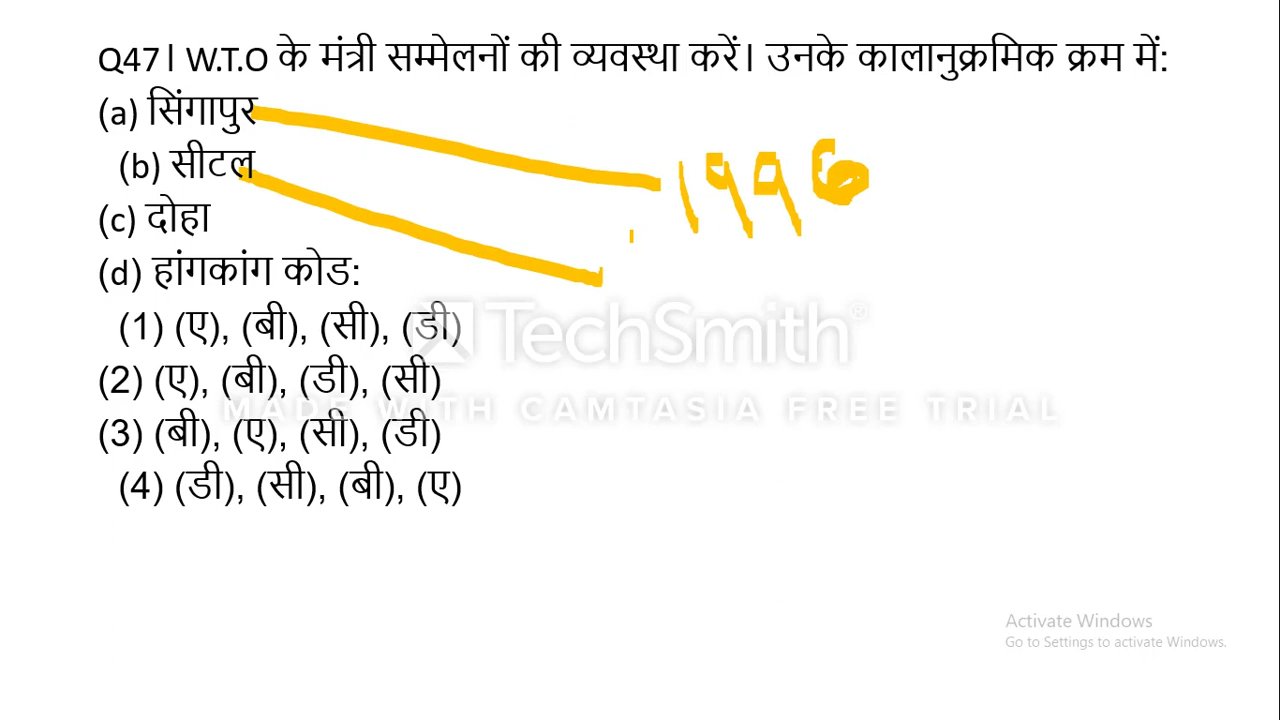 Q47। W.T.O के मंत्री सम्मेलनों की व्यवस्था करें। उनके कालानुक्रमिक क्रम में:
(a) सिंगापुर
1996
(b) सीटल
(c) दोहा
(d) हांगकांग कोड:
(1) (ए), (बी), (सी), (डी)
TechSmith®
(2) (ए), (बी), (डी), (सी)
MADE WITH CAMTASIA FREE TRIAL
(3) (बी), (ए), (सी), (डी)
(4) (डी), (सी), (बी), (ए)
Activate Windows
Go to Settings to activate Windows.